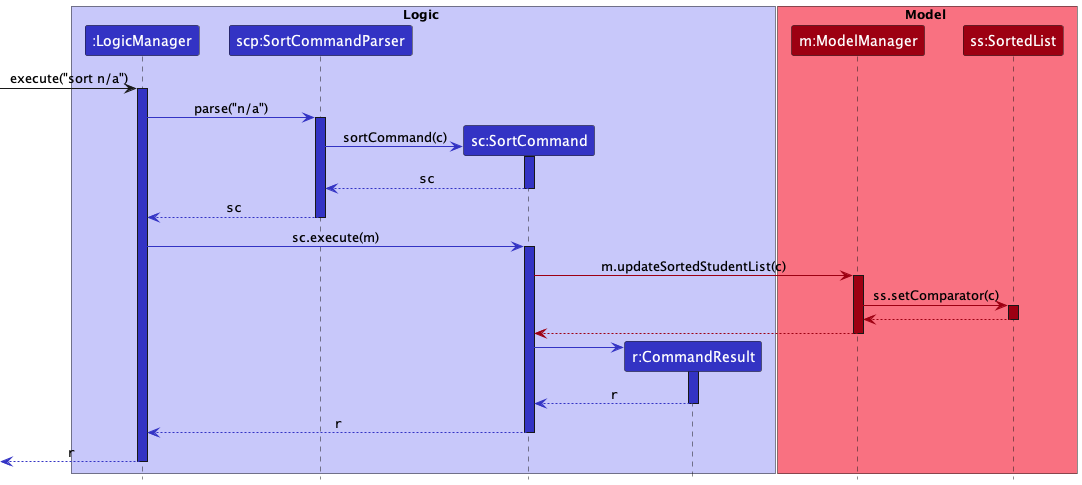 Logic
Model
:LogicManager
scp:SortCommandParser
m:ModelManager
ss:SortedList
execute("sort n/a")
parse("n/a")
sortCommand(c)
sc:SortCommand
sc
sc
sc.execute(m)
m.updateSortedStudentList(c)
ss.setComparator(c)
r:CommandResult
r
r
r